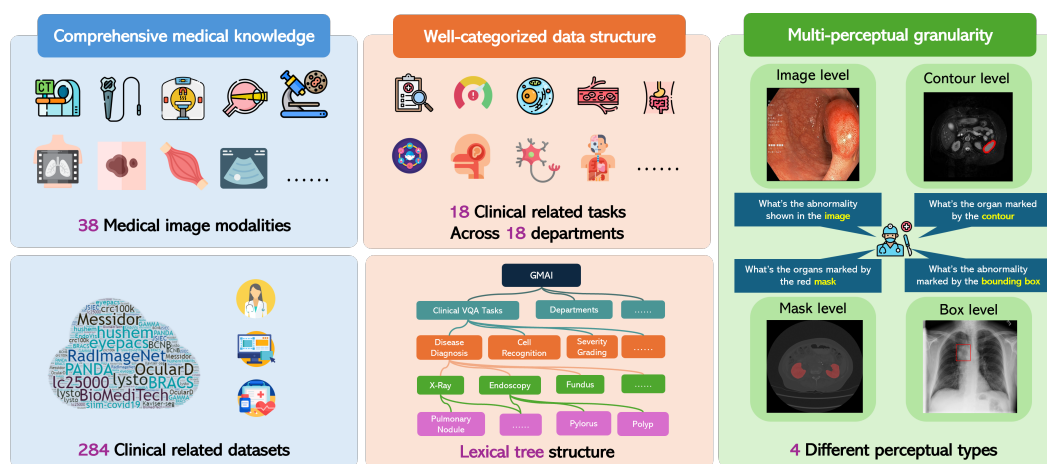 Comprehensive medical knowledge
CT
38 Medical image modalities
......
284 Clinical related datasets
crc100k
Messidor
hushem
eyepacs
BCNB
RadImageNet
PANDA
OcularD
lc25000
lysto
BRACS
BioMediTech
slim-covid19
Well-categorized data structure
......
18 Clinical related tasks
Across 18 departments
GMAI
Clinical VQA Tasks
Departments
......
Disease
Diagnosis
Cell
Recognition
Severity
Grading
......
X-Ray
Endoscopy
Fundus
......
Pulmonary
Nodule
......
Pylorus
Polyp
Lexical tree structure
Multi-perceptual granularity
Image level
Contour level
What's the abnormality
shown in the image
What's the organ marked
by the contour
What's the organs marked by
the red mask
What's the abnormality
marked by the bounding box
Mask level
Box level
4 Different perceptual types